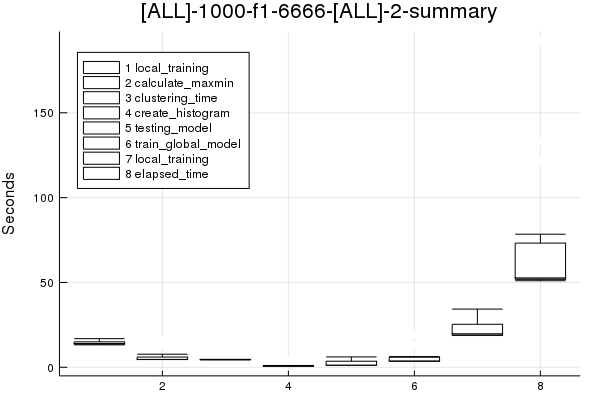 [ALL]-1000-f1-6666-[ALL]-2-summary
Seconds
150
100
50
0
1 local_training
2 calculate_maxmin
3 clustering_time
4 create_histogram
5 testing_model
6 train_global_model
7 local_training
8 elapsed_time
2
4
6
8